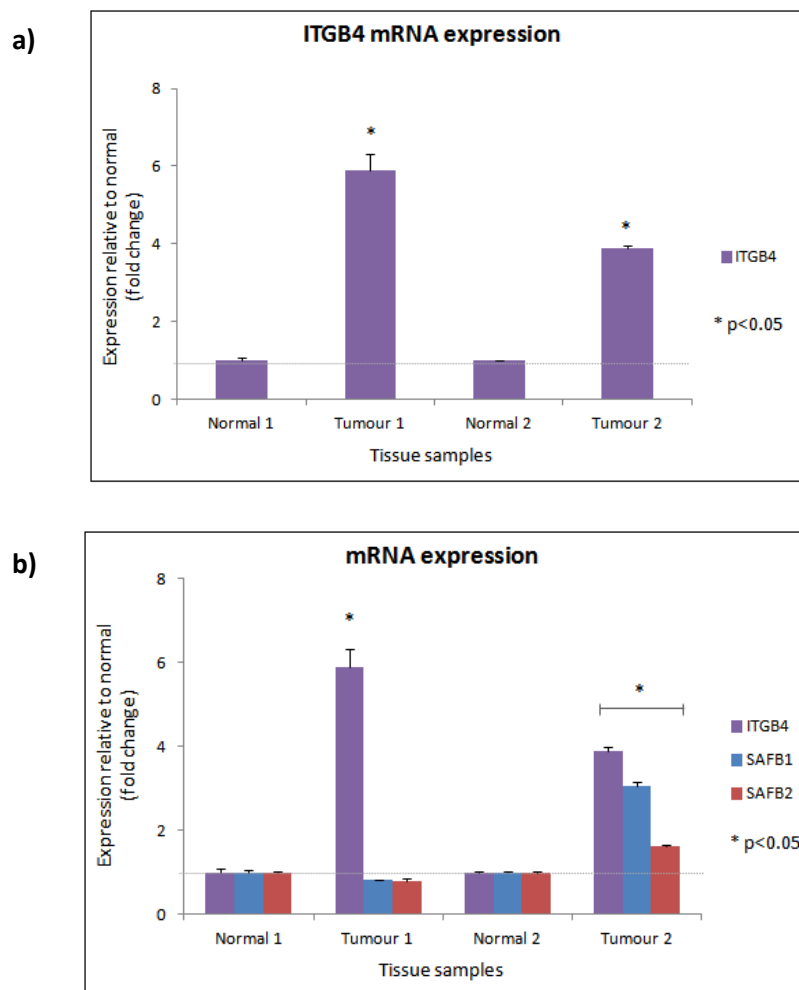 a)
ITGB4 mRNA expression
Expression relative to normal
(fold change)
8
6
4
2
0
*
*
ITGB4
* p<0.05
Normal 1 Tumour 1 Normal 2 Tumour 2
Tissue samples
b)
mRNA expression
Expression relative to normal
(fold change)
8
6
4
2
0
*
*
ITGB4
SAFB1
SAFB2
* p<0.05
Normal 1 Tumour 1 Normal 2 Tumour 2
Tissue samples